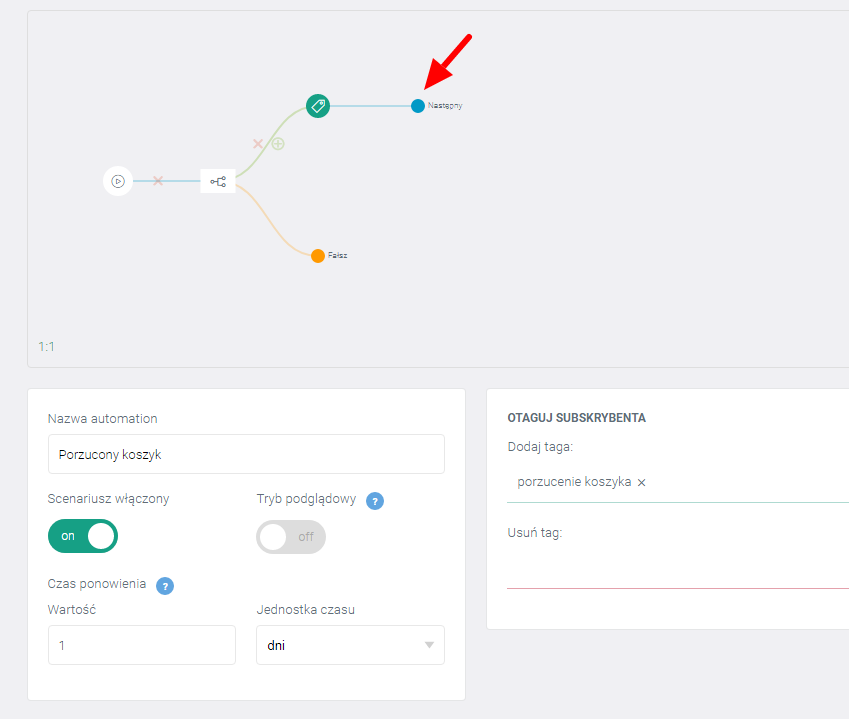 Następny
Fałsz
1:1
Nazwa automation
Porzucony koszyk
Scenariusz włączony
Tryb podglądowy ?
on
off
Czas ponowienia ?
Wartość
Jednostka czasu
1
dni
OTAGUJ SUBSKRYBENTA
Dodaj taga:
porzucenie koszyka ×
Usuń tag: